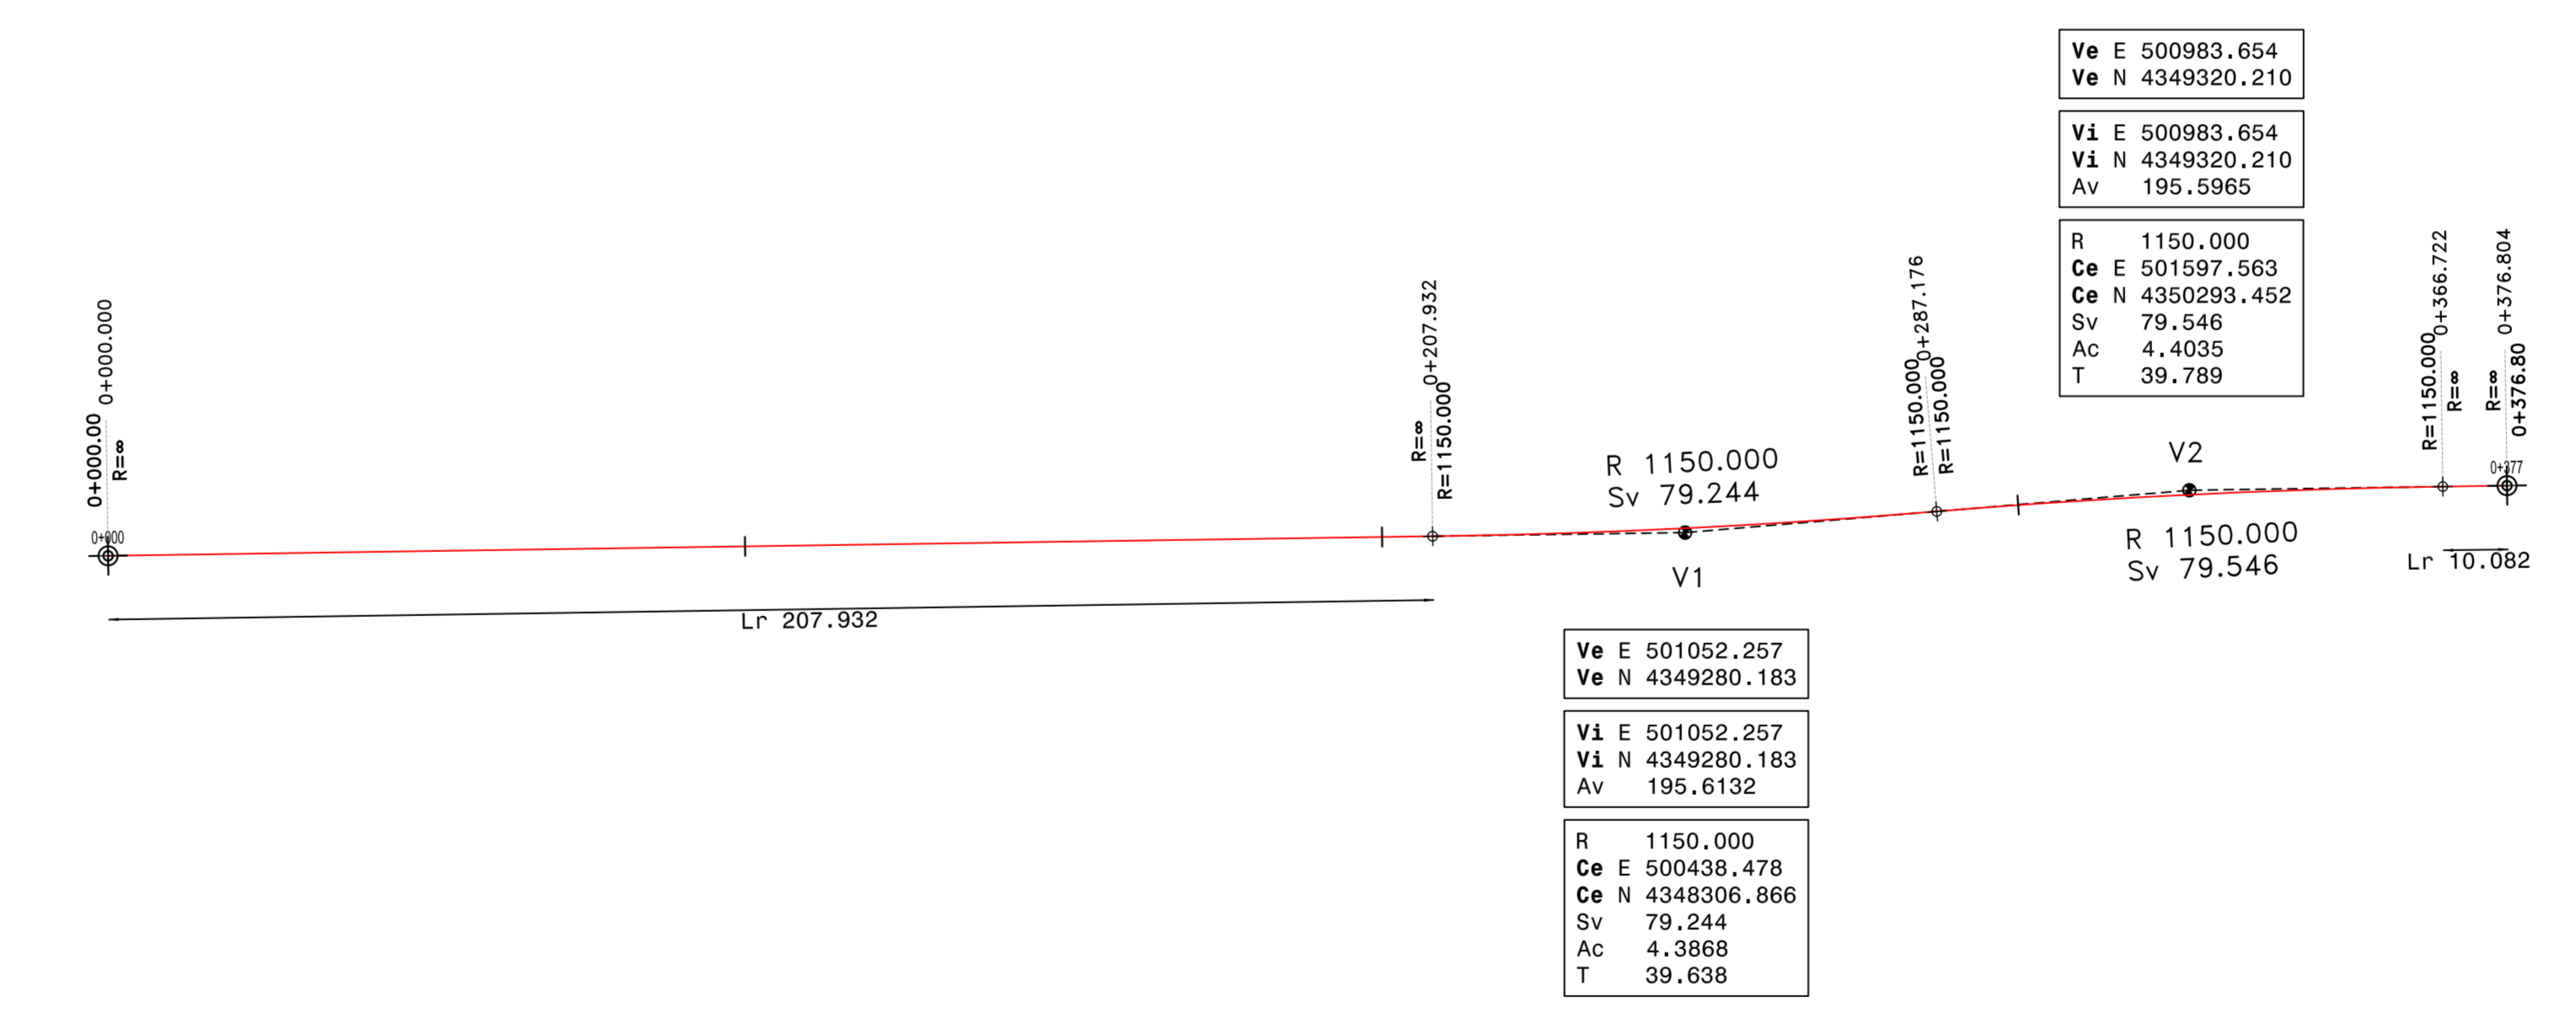 Ve E 500983.654
Ve N 4349320.210
Vi E 500983.654
Vi N 4349320.210
Av 195.5965
R 1150.000
Ce E 501597.563
Ce N 4350293.452
Sv 79.546
Ac 4.4035
T 39.789
0+000.00
0+000.000
R=∞
0+000
Lr 207.932
R=∞
0+207.932
R=1150.000
R 1150.000
Sv 79.244
V1
R=1150.000
0+287.176
R=1150.000
V2
R 1150.000
Sv 79.546
R=1150.000
0+366.722
R=∞
R=∞
0+376.804
0+376.80
0+377
Lr 10.082
Ve E 501052.257
Ve N 4349280.183
Vi E 501052.257
Vi N 4349280.183
Av 195.6132
R 1150.000
Ce E 500438.478
Ce N 4348306.866
Sv 79.244
Ac 4.3868
T 39.638